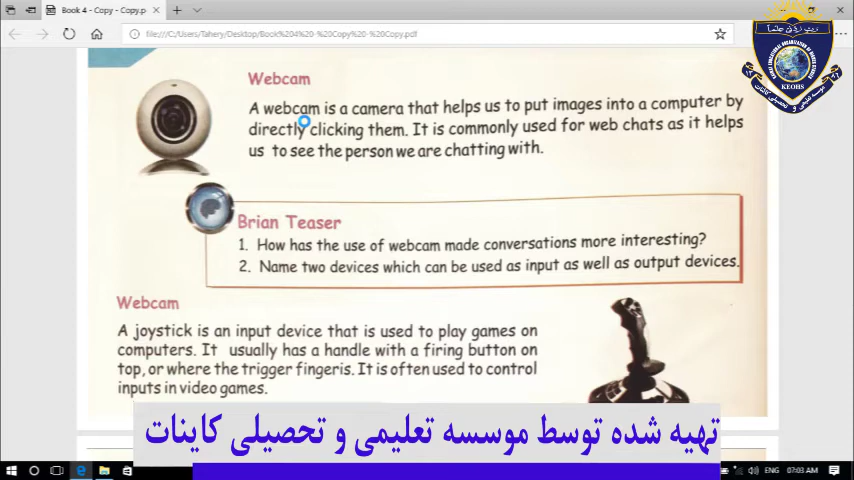 Book 4 - Copy - Copy.p
file:///C:/Users/Tahery/Desktop/Book%204%20-%20Copy%20-%20Copy.pdf
KEOHS
Webcam
A webcam is a camera that helps us to put images into a computer by
directly clicking them. It is commonly used for web chats as it helps
us to see the person we are chatting with.
Brian Teaser
1. How has the use of webcam made conversations more interesting?
2. Name two devices which can be used as input as well as output devices.
Webcam
A joystick is an input device that is used to play games on
computers. It usually has a handle with a firing button on
top, or where the trigger fingeris. It is often used to control
inputs in video games.
تهیه شده توسط موسسه تعلیمی و تحصیلی کاینات
ENG 07:03 AM